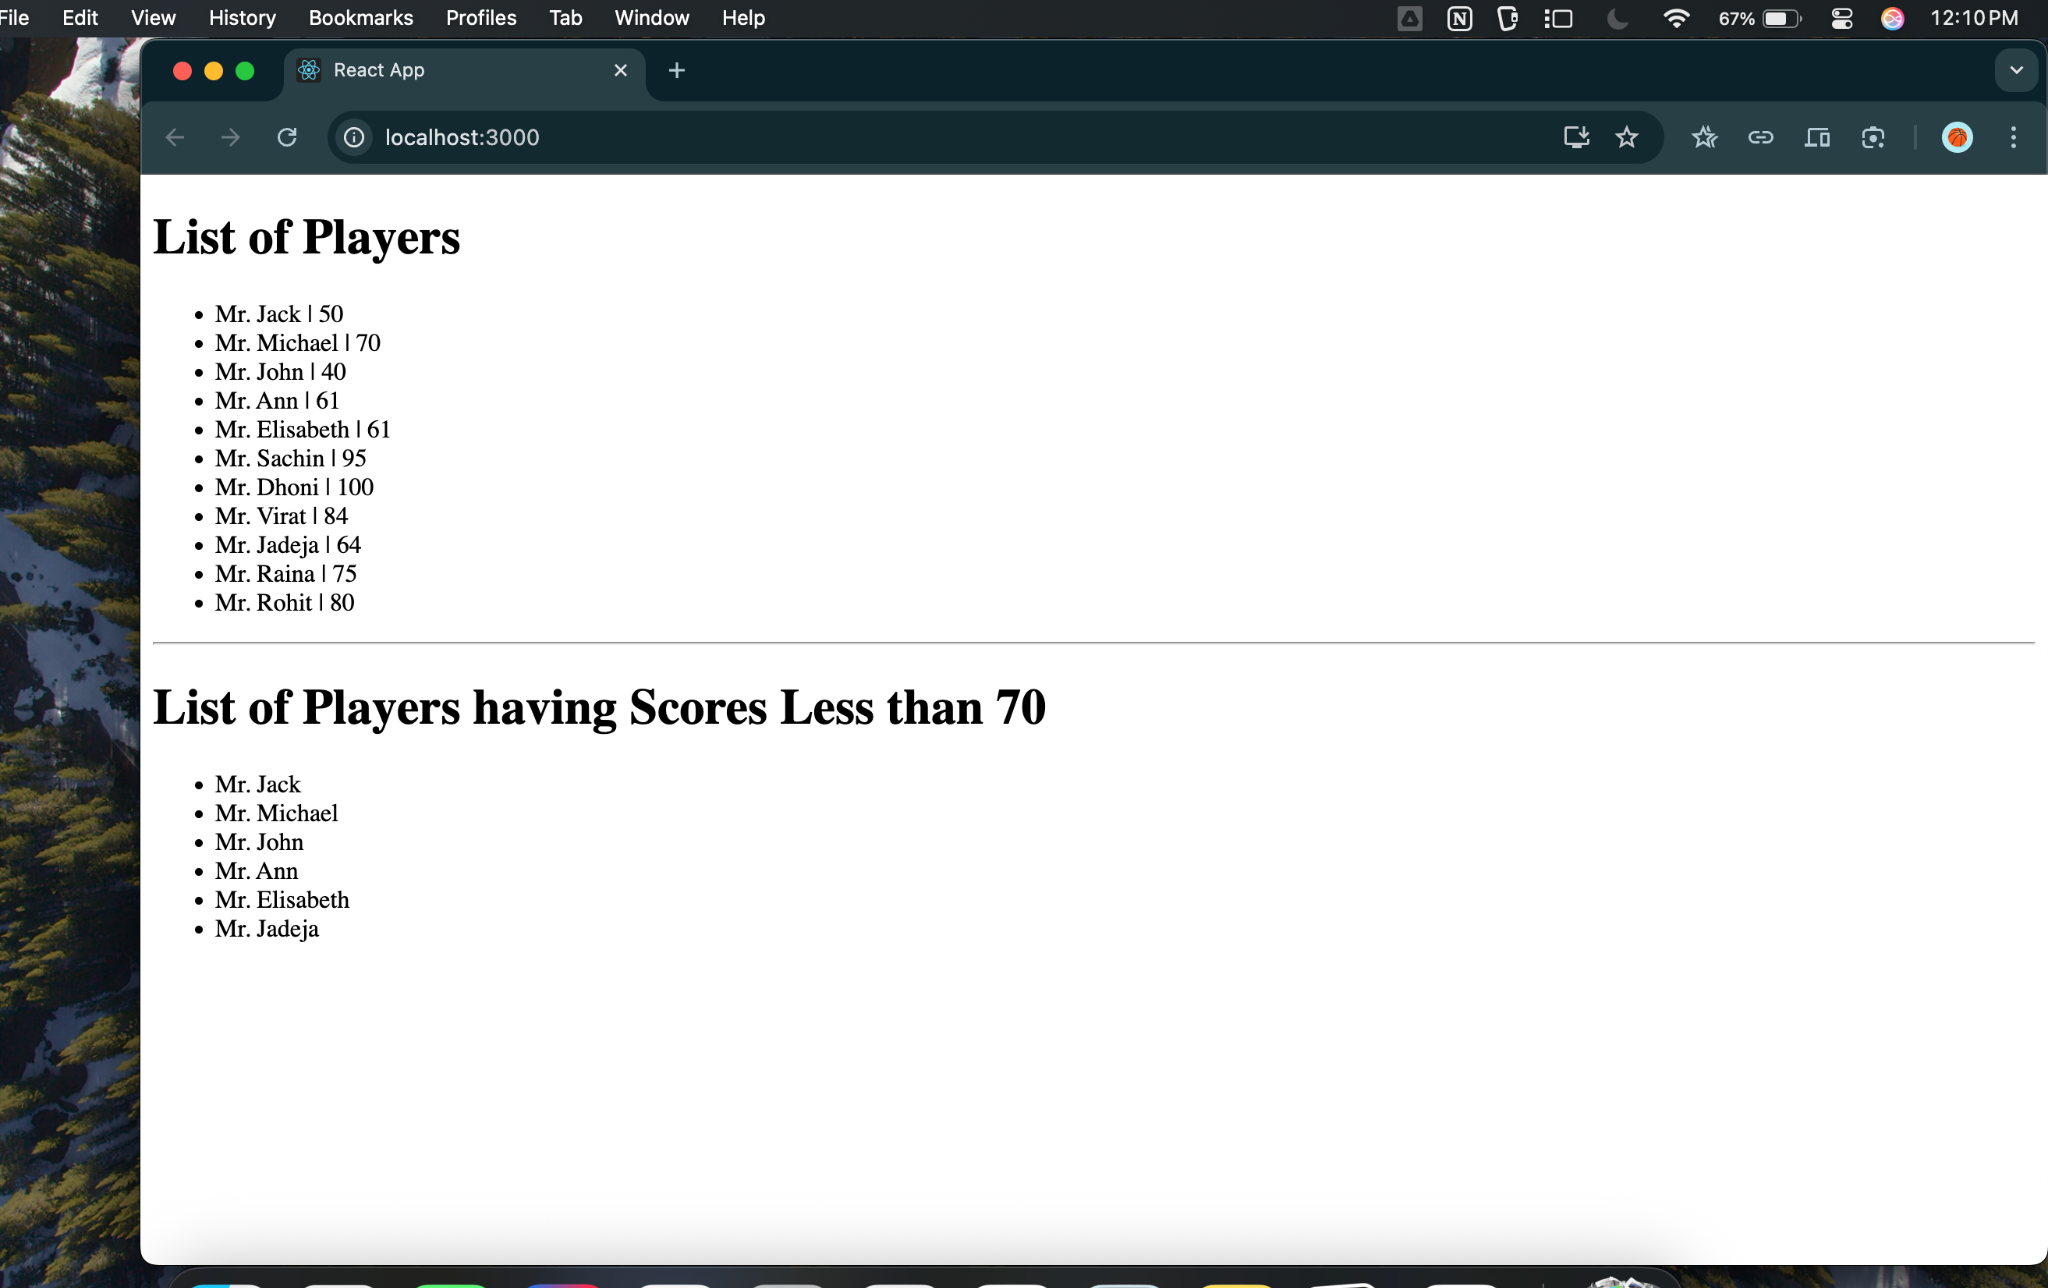 File Edit View History Bookmarks Profiles Tab Window Help 67% 12:10 PM
React App
localhost:3000
List of Players
Mr. Jack | 50
Mr. Michael | 70
Mr. John | 40
Mr. Ann | 61
Mr. Elisabeth | 61
Mr. Sachin | 95
Mr. Dhoni | 100
Mr. Virat | 84
Mr. Jadeja | 64
Mr. Raina | 75
Mr. Rohit | 80
List of Players having Scores Less than 70
Mr. Jack
Mr. Michael
Mr. John
Mr. Ann
Mr. Elisabeth
Mr. Jadeja